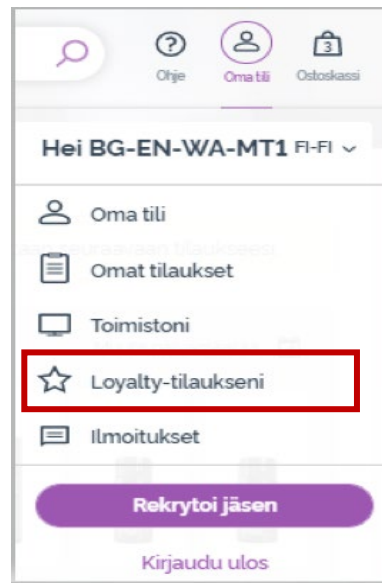 3
Ohje
Oma tili
Ostoskassi
Hei BG-EN-WA-MT1 FI-FI
Oma tili
Omat tilaukset
Toimistoni
Loyalty-tilaukseni
Ilmoitukset
Rekrytoi jäsen
Kirjaudu ulos